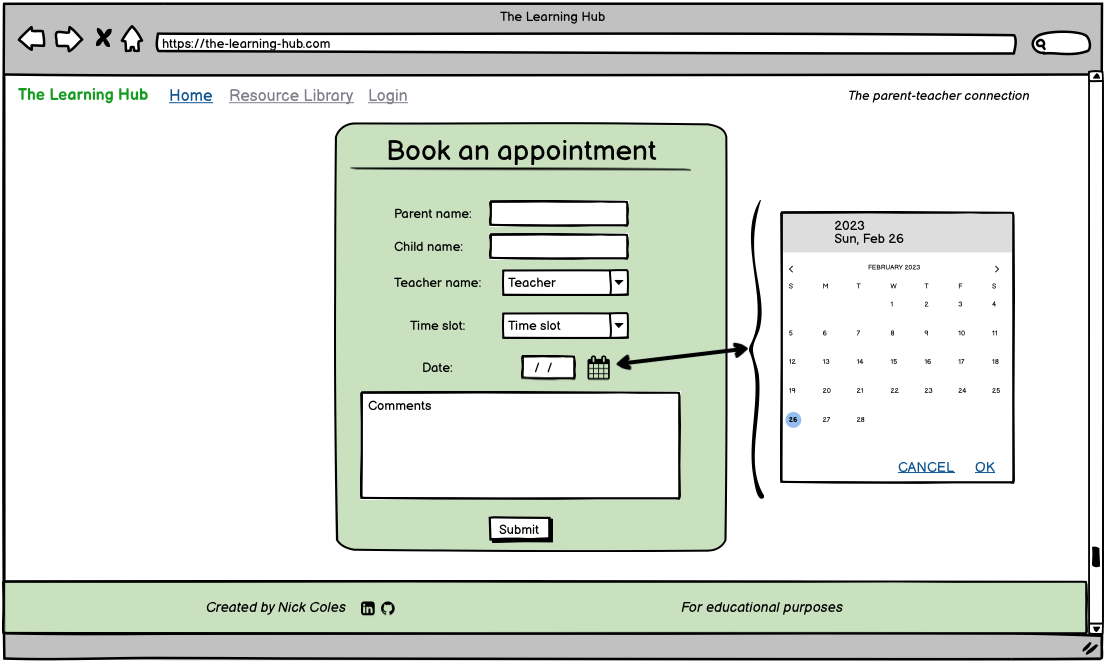 The Learning Hub
https://the-learning-hub.com
The Learning Hub Home Resource Library Login The parent-teacher connection
Book an appointment
Parent name:
Child name:
Teacher name: Teacher
Time slot: Time slot
Date: / /
Comments
Submit
2023
Sun, Feb 26
FEBRUARY 2023
S M T W T F S
1 2 3 4
5 6 7 8 9 10 11
12 13 14 15 16 17 18
19 20 21 22 23 24 25
26 27 28
CANCEL OK
Created by Nick Coles in For educational purposes